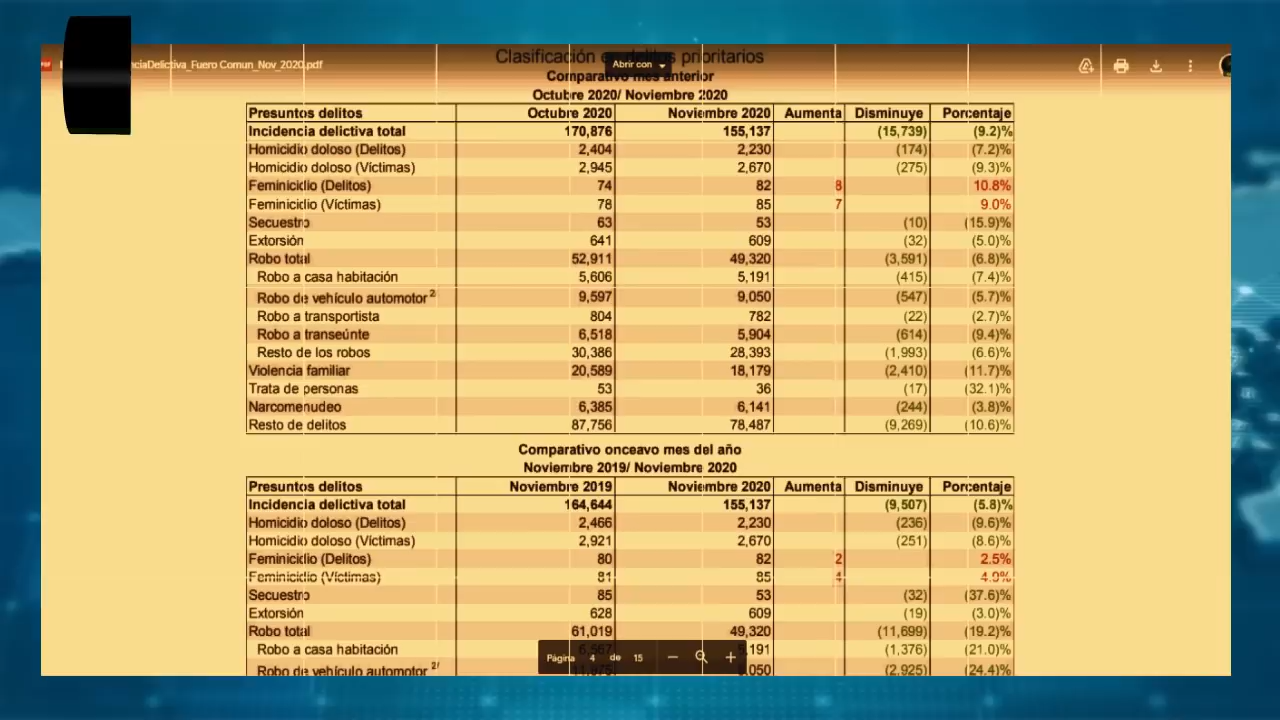 Clasificación prioritarios
nciaDelictiva_Fuero Comun_Nov_2020.pdf
Abrir con
Comparativo mes anterior
Octubre 2020/ Noviembre 2020
Presuntos delitos Octubre 2020 Noviembre 2020 Aumenta Disminuye Porcentaje
Incidencia delictiva total 170,876 155,137 (15,739) (9.2)%
Homicidio doloso (Delitos) 2,404 2,230 (174) (7.2)%
Homicidio doloso (Víctimas) 2,945 2,670 (275) (9.3)%
Feminicidio (Delitos) 74 82 8 10.8%
Feminicidio (Víctimas) 78 85 7 9.0%
Secuestro 63 53 (10) (15.9)%
Extorsión 641 609 (32) (5.0)%
Robo total 52,911 49,320 (3,591) (6.8)%
Robo a casa habitación 5,606 5,191 (415) (7.4)%
Robo de vehículo automotor 2 9,597 9,050 (547) (5.7)%
Robo a transportista 804 782 (22) (2.7)%
Robo a transeúnte 6,518 5,904 (614) (9.4)%
Resto de los robos 30,386 28,393 (1,993) (6.6)%
Violencia familiar 20,589 18,179 (2,410) (11.7)%
Trata de personas 53 36 (17) (32.1)%
Narcomenudeo 6,385 6,141 (244) (3.8)%
Resto de delitos 87,756 78,487 (9,269) (10.6)%
Comparativo onceavo mes del año
Noviembre 2019/ Noviembre 2020
Presuntos delitos Noviembre 2019 Noviembre 2020 Aumenta Disminuye Porcentaje
Incidencia delictiva total 164,644 155,137 (9,507) (5.8)%
Homicidio doloso (Delitos) 2,466 2,230 (236) (9.6)%
Homicidio doloso (Víctimas) 2,921 2,670 (251) (8.6)%
Feminicidio (Delitos) 80 82 2 2.5%
Feminicidio (Víctimas) 81 85 4 4.9%
Secuestro 85 53 (32) (37.6)%
Extorsión 628 609 (19) (3.0)%
Robo total 61,019 49,320 (11,699) (19.2)%
Robo a casa habitación 6,567 ,191 (1,376) (21.0)%
Robo de vehículo automotor 2/ 11,975 ,050 (2,925) (24.4)%
Página 4 de 15